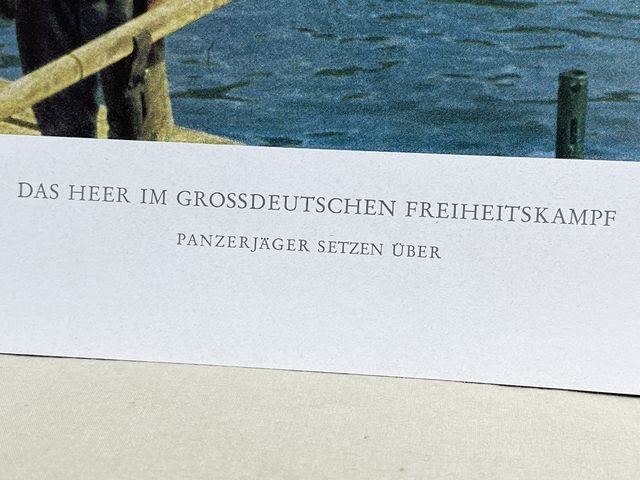 DAS HEER IM GROSSDEUTSCHEN FREIHEITSKAMPF
PANZERJÄGER SETZEN ÜBER